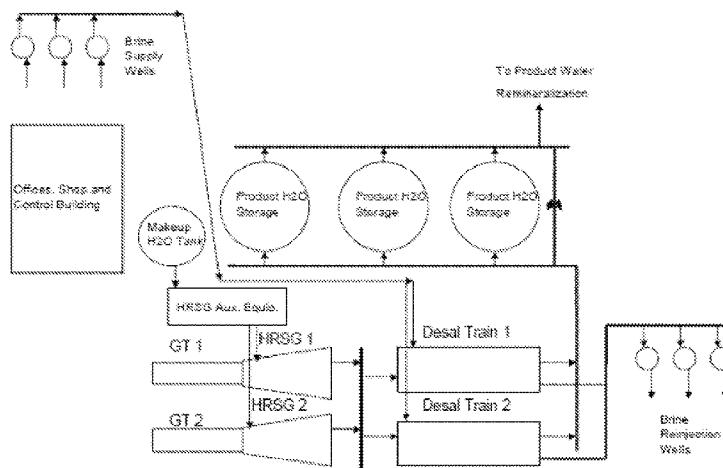 Brine
Supply
Wells
To Product Water
Remineralization
Offices, Shop and
Control Building
Product H2O
Storage
Product H2O
Storage
Product H2O
Storage
Makeup
H2O Tank
HRSG Aux. Equip.
GT 1
HRSG 1
Desal Train 1
GT 2
HRSG 2
Desal Train 2
Brine
Reinjection
Wells